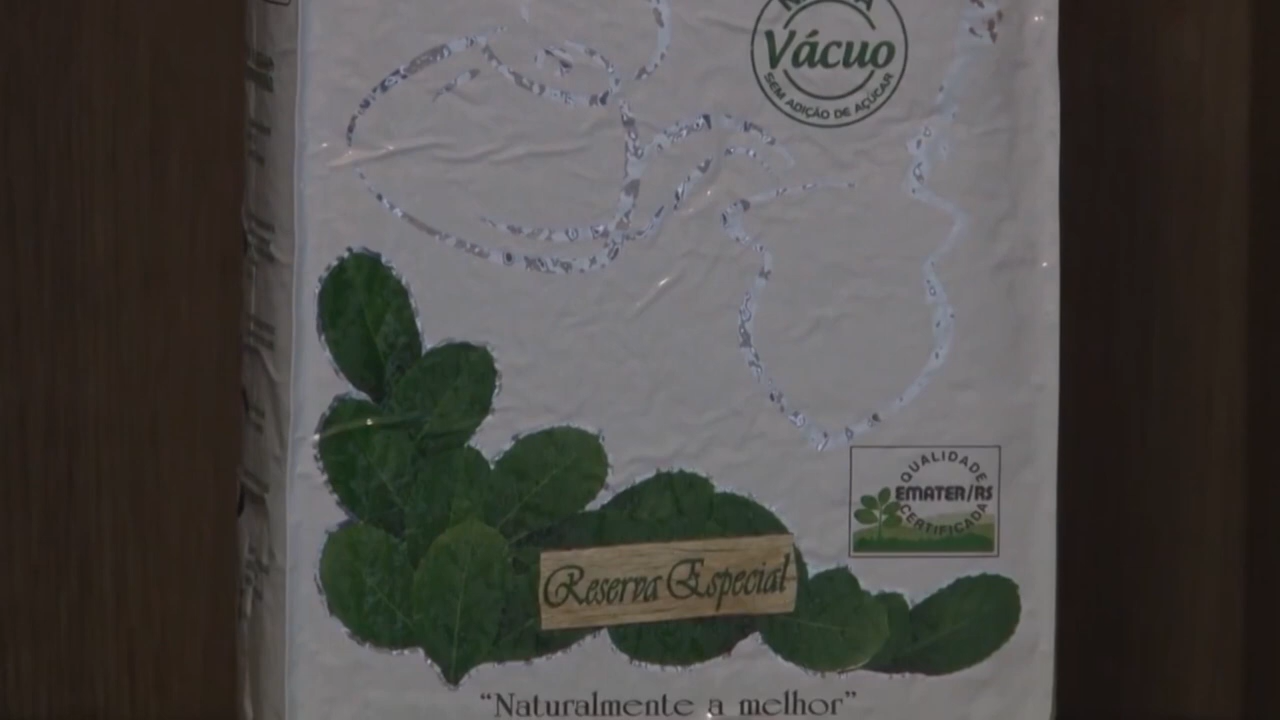 Vácuo
SEM ADIÇÃO DE AÇÚCAR
QUALIDADE
EMATER/RS
CERTIFICADA
Reserva Especial
“Naturalmente a melhor”